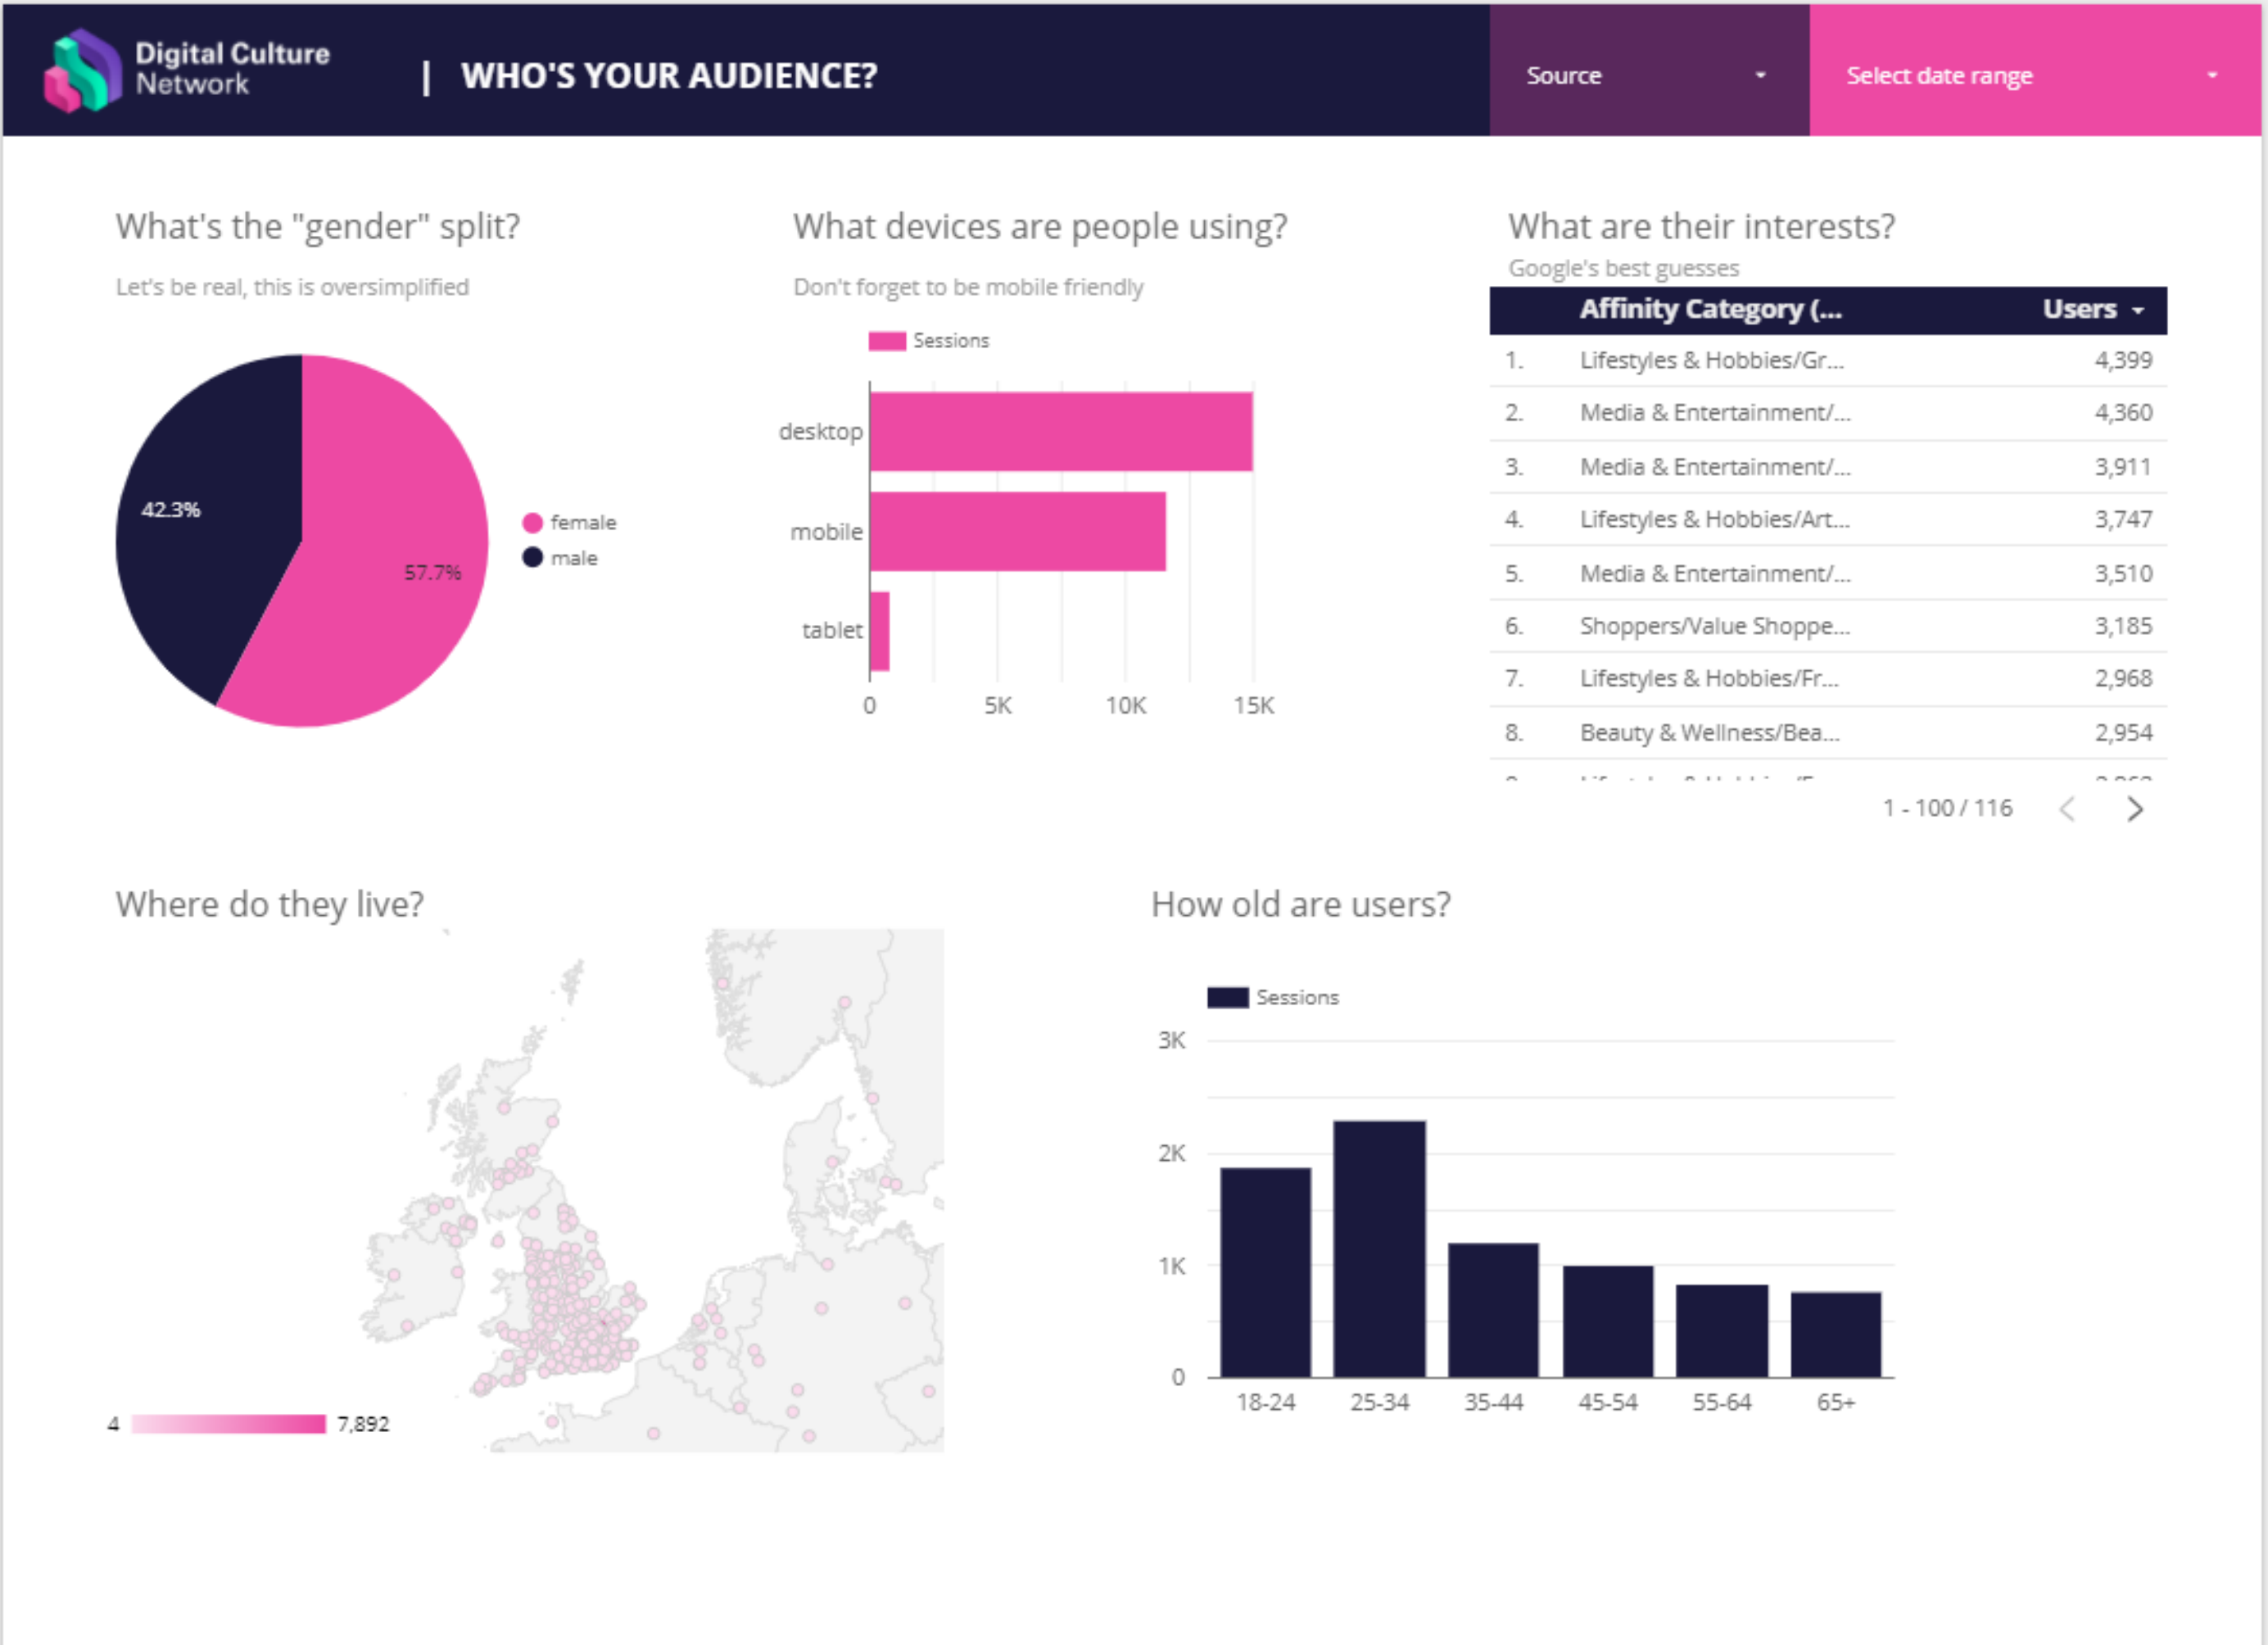 Digital Culture
Network
| WHO'S YOUR AUDIENCE?
Source
Select date range
What's the "gender" split?
Let's be real, this is oversimplified
42.3%
57.7%
female
male
What devices are people using?
Don't forget to be mobile friendly
Sessions
desktop
mobile
tablet
0 5K 10K 15K
What are their interests?
Google's best guesses
Affinity Category (... Users
1. Lifestyles & Hobbies/Gr... 4,399
2. Media & Entertainment/... 4,360
3. Media & Entertainment/... 3,911
4. Lifestyles & Hobbies/Art... 3,747
5. Media & Entertainment/... 3,510
6. Shoppers/Value Shoppe... 3,185
7. Lifestyles & Hobbies/Fr... 2,968
8. Beauty & Wellness/Bea... 2,954
1 - 100 / 116
Where do they live?
4 7,892
How old are users?
Sessions
3K
2K
1K
0
18-24 25-34 35-44 45-54 55-64 65+